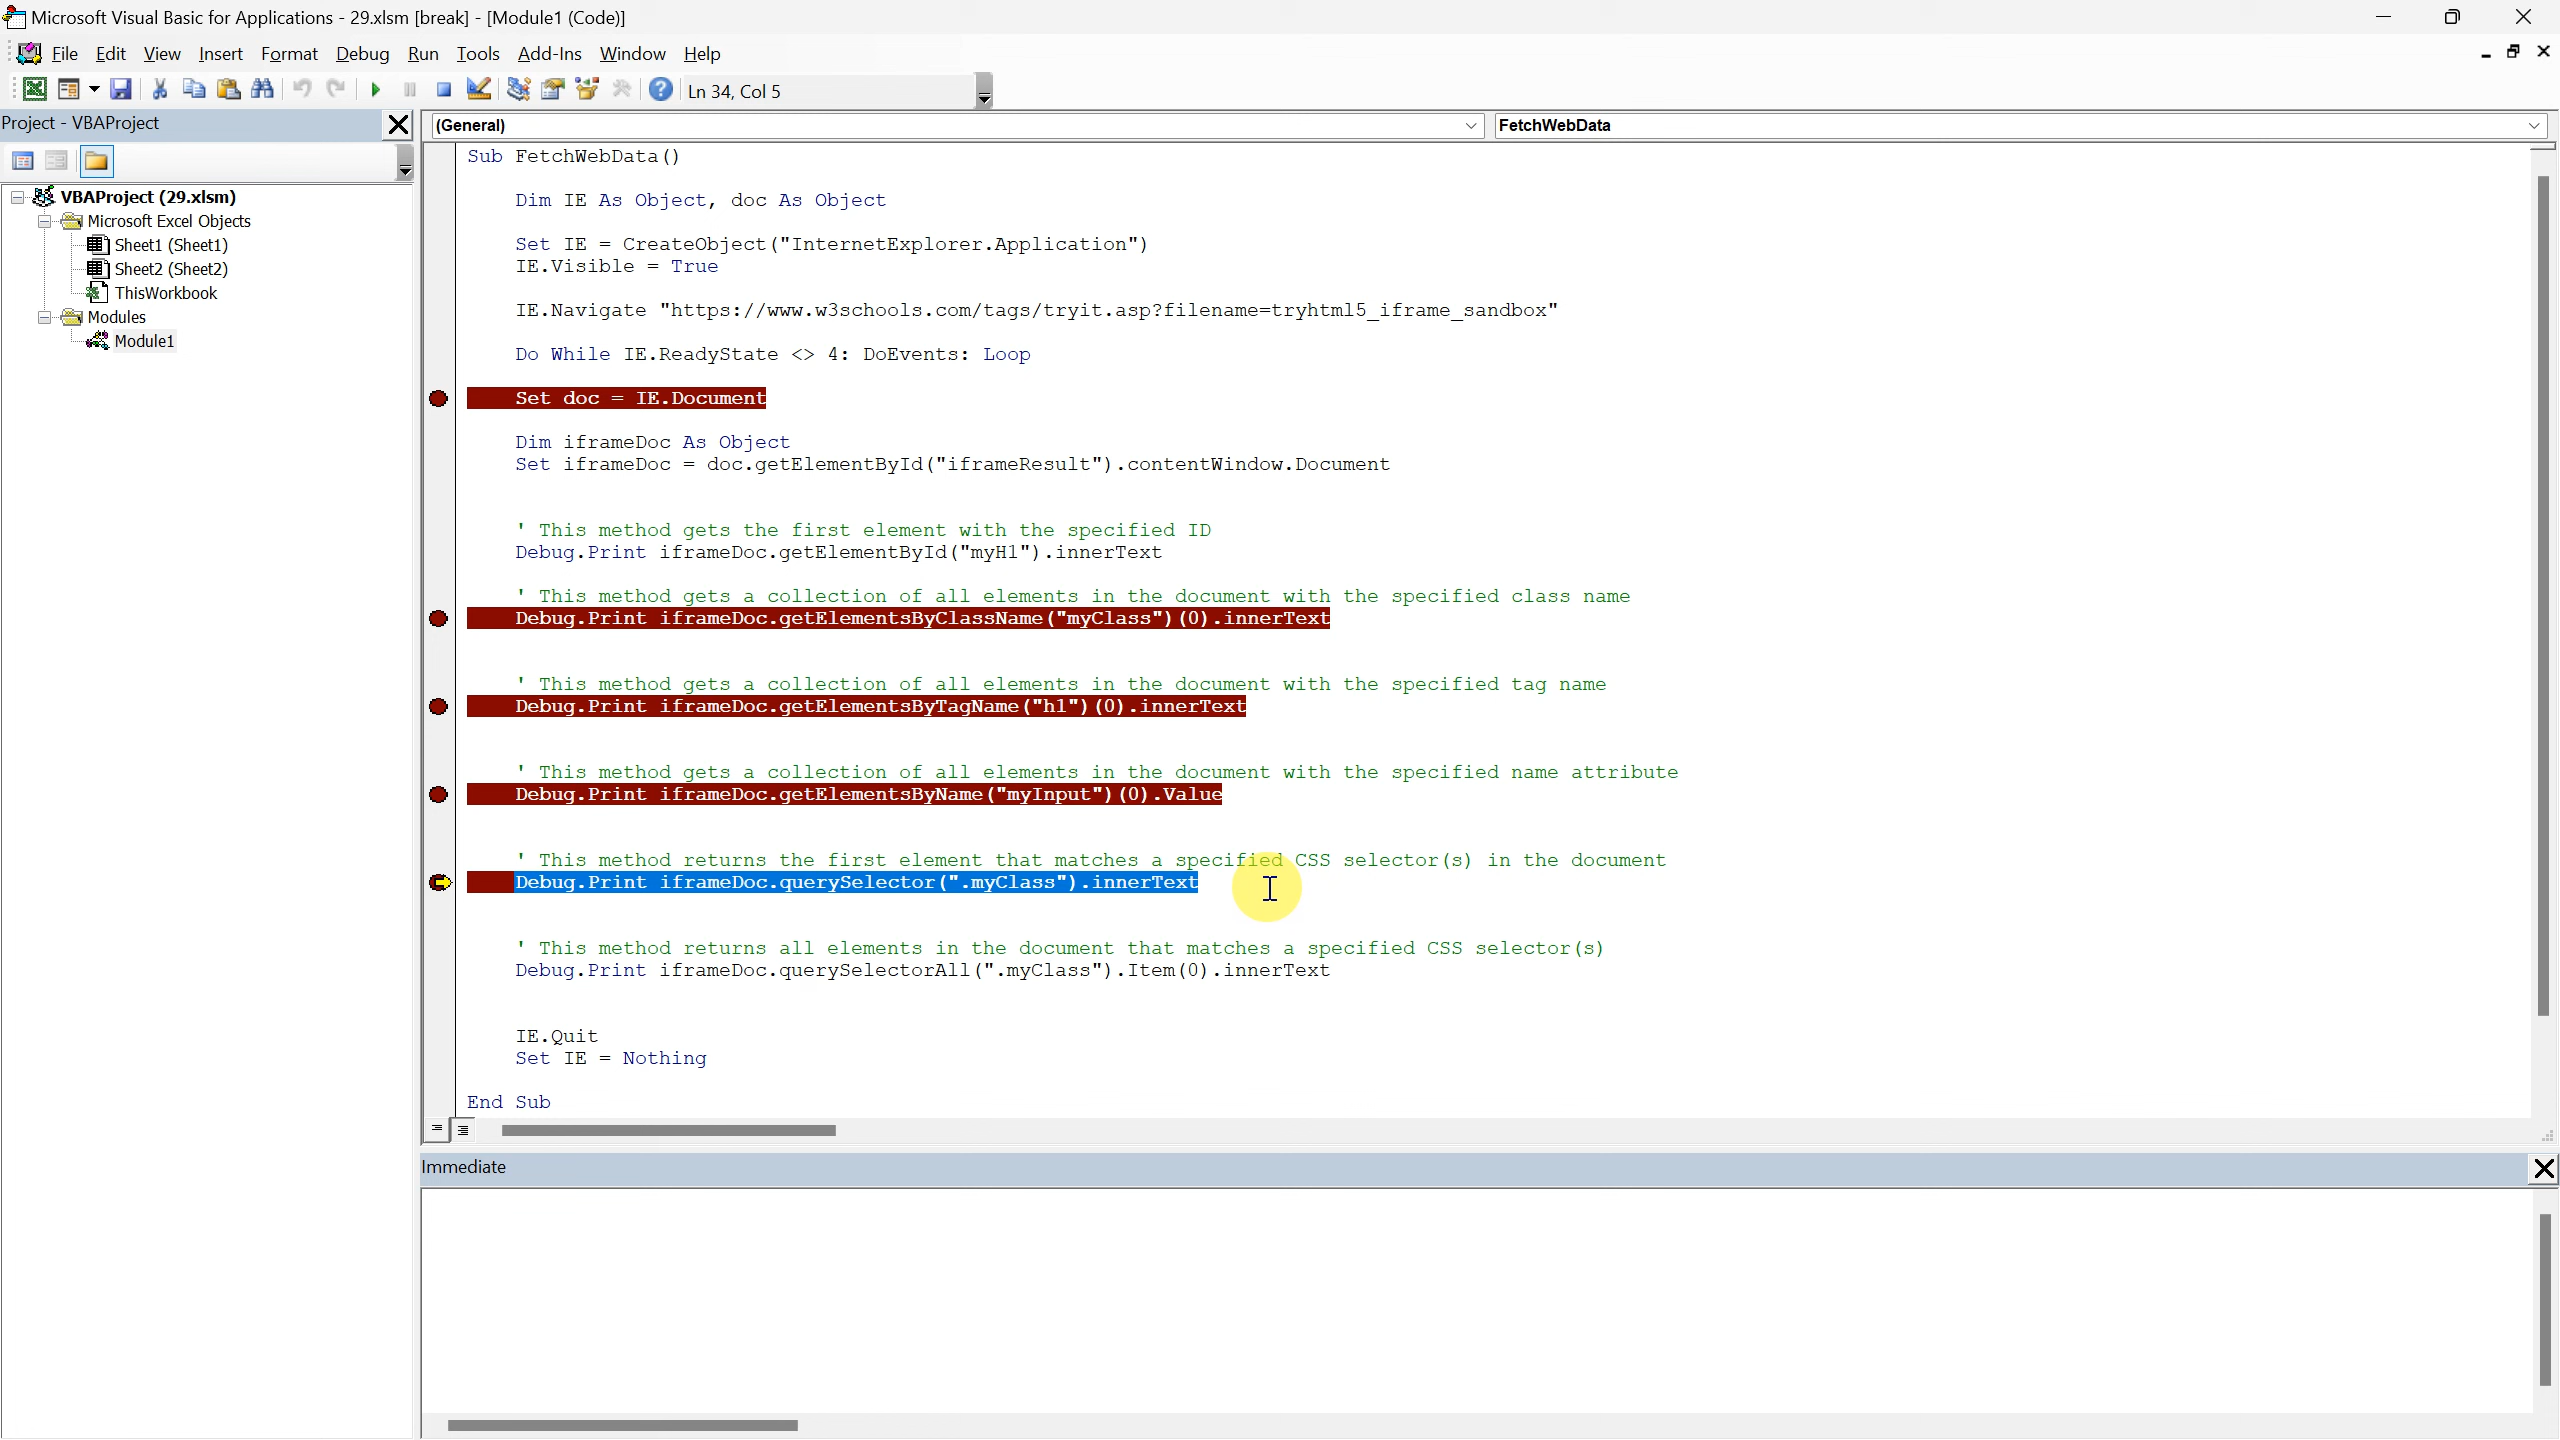 Microsoft Visual Basic for Applications - 29.xlsm [break] - [Module1 (Code)]
File Edit View Insert Format Debug Run Tools Add-Ins Window Help
Ln 34, Col 5
Project - VBAProject
VBAProject (29.xlsm)
Microsoft Excel Objects
Sheet1 (Sheet1)
Sheet2 (Sheet2)
ThisWorkbook
Modules
Module1
(General)
FetchWebData
Sub FetchWebData()
Dim IE As Object, doc As Object
Set IE = CreateObject("InternetExplorer.Application")
IE.Visible = True
IE.Navigate "https://www.w3schools.com/tags/tryit.asp?filename=tryhtml5_iframe_sandbox"
Do While IE.ReadyState <> 4: DoEvents: Loop
Set doc = IE.Document
Dim iframeDoc As Object
Set iframeDoc = doc.getElementById("iframeResult").contentWindow.Document
' This method gets the first element with the specified ID
Debug.Print iframeDoc.getElementById("myH1").innerText
' This method gets a collection of all elements in the document with the specified class name
Debug.Print iframeDoc.getElementsByClassName("myClass")(0).innerText
' This method gets a collection of all elements in the document with the specified tag name
Debug.Print iframeDoc.getElementsByTagName("h1")(0).innerText
' This method gets a collection of all elements in the document with the specified name attribute
Debug.Print iframeDoc.getElementsByName("myInput")(0).Value
' This method returns the first element that matches a specified CSS selector(s) in the document
Debug.Print iframeDoc.querySelector(".myClass").innerText
' This method returns all elements in the document that matches a specified CSS selector(s)
Debug.Print iframeDoc.querySelectorAll(".myClass").Item(0).innerText
IE.Quit
Set IE = Nothing
End Sub
Immediate